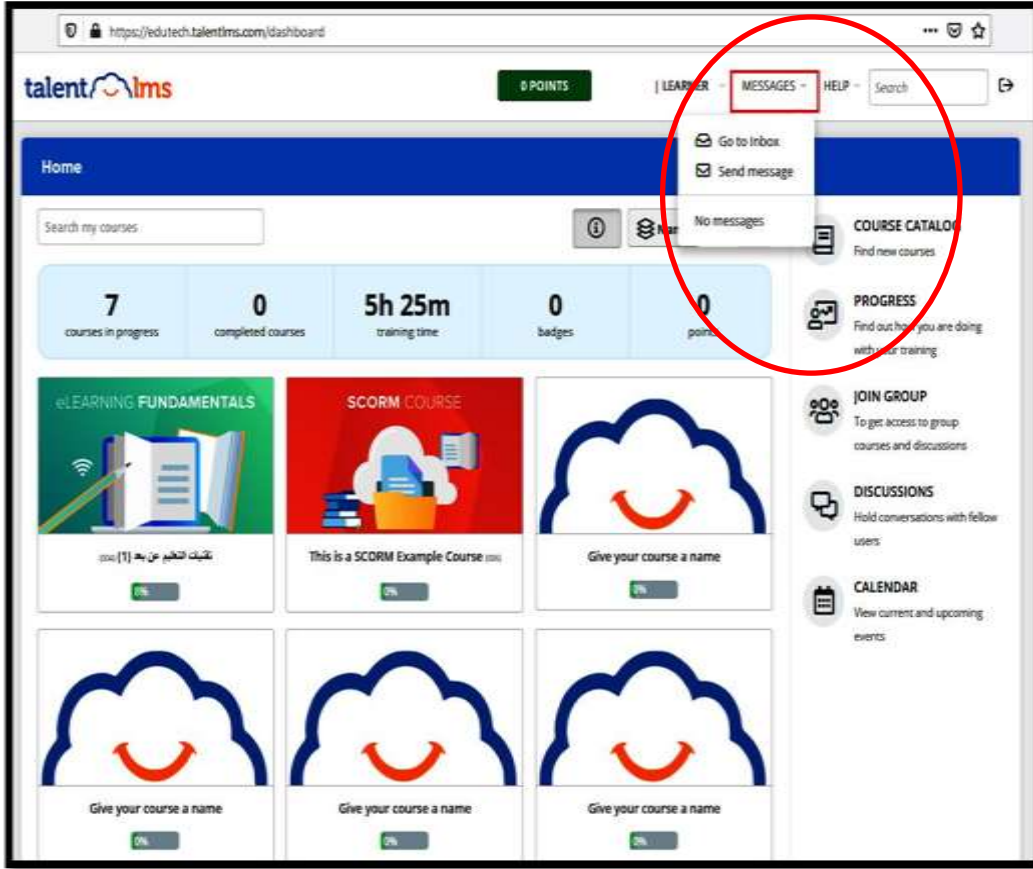 https://edutech.talentlms.com/dashboard
talent lms
0 POINTS
| LEARNER
MESSAGES
HELP
Search
Go to Inbox
Send message
No messages
Home
Search my courses
7
courses in progress
0
completed courses
5h 25m
training time
0
badges
0
points
COURSE CATALOG
Find new courses
PROGRESS
Find out how you are doing
with your training
JOIN GROUP
To get access to group
courses and discussions
DISCUSSIONS
Hold conversations with fellow
users
CALENDAR
View current and upcoming
events
eLEARNING FUNDAMENTALS
تقنيات التعليم عن بعد (1)
0%
SCORM COURSE
This is a SCORM Example Course
0%
Give your course a name
0%
Give your course a name
0%
Give your course a name
0%
Give your course a name
0%